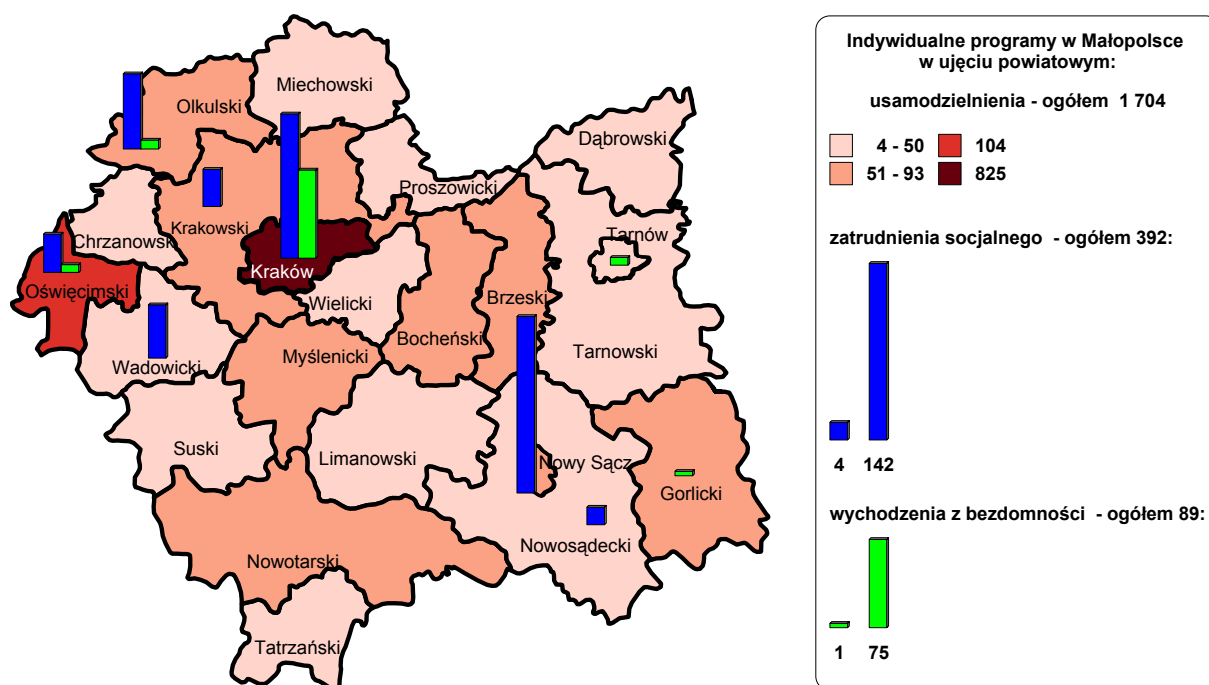 Miechowski
Olkulski
Dąbrowski
Proszowicki
Krakowski
Tarnów
Chrzanowsk
Kraków
Oświęcimski
Wielicki
Brzeski
Bocheński
Tarnowski
Myślenicki
Wadowicki
Suski
Limanowski
Nowy Sącz
Gorlicki
Nowosądecki
Nowotarski
Tatrzański
Indywidualne programy w Małopolsce
w ujęciu powiatowym:
usamodzielnienia - ogółem 1 704
4 - 50 104
51 - 93 825
zatrudnienia socjalnego - ogółem 392:
4 142
wychodzenia z bezdomności - ogółem 89:
1 75